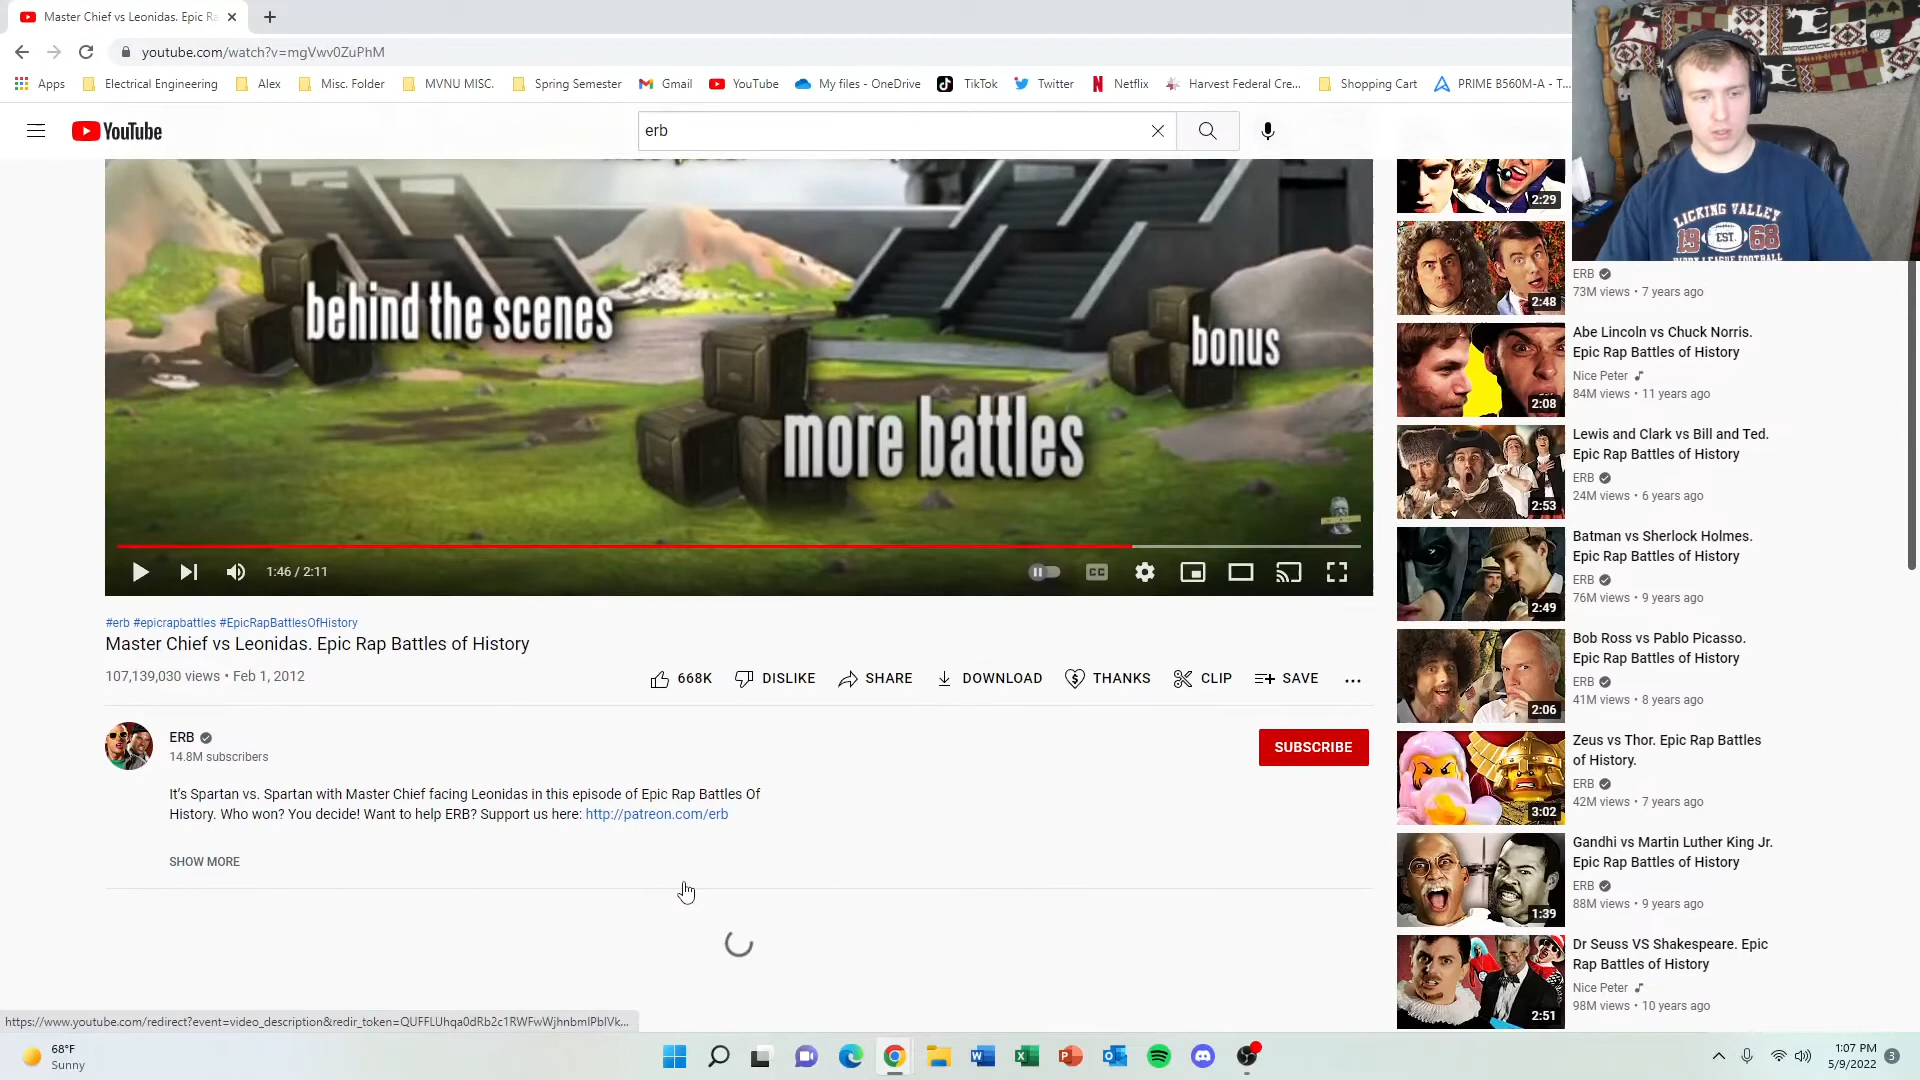 Master Chief vs Leonidas. Epic Ra
youtube.com/watch?v=mgVwv0ZuPhM
Apps Electrical Engineering Alex Misc. Folder MVNU MISC. Spring Semester Gmail YouTube My files - OneDrive TikTok Twitter Netflix Harvest Federal Cre... Shopping Cart PRIME B560M-A - T...
YouTube
erb
LICKING VALLEY
19 EST. 68
behind the scenes
bonus
more battles
1:46 / 2:11
CC
#erb #epicrapbattles #EpicRapBattlesOfHistory
Master Chief vs Leonidas. Epic Rap Battles of History
107,139,030 views • Feb 1, 2012
668K DISLIKE SHARE DOWNLOAD THANKS CLIP SAVE
ERB
14.8M subscribers
SUBSCRIBE
It's Spartan vs. Spartan with Master Chief facing Leonidas in this episode of Epic Rap Battles Of
History. Who won? You decide! Want to help ERB? Support us here: http://patreon.com/erb
SHOW MORE
2:29
2:48
ERB
73M views • 7 years ago
2:08
Abe Lincoln vs Chuck Norris.
Epic Rap Battles of History
Nice Peter
84M views • 11 years ago
2:53
Lewis and Clark vs Bill and Ted.
Epic Rap Battles of History
ERB
24M views • 6 years ago
2:49
Batman vs Sherlock Holmes.
Epic Rap Battles of History
ERB
76M views • 9 years ago
2:06
Bob Ross vs Pablo Picasso.
Epic Rap Battles of History
ERB
41M views • 8 years ago
3:02
Zeus vs Thor. Epic Rap Battles
of History.
ERB
42M views • 7 years ago
1:39
Gandhi vs Martin Luther King Jr.
Epic Rap Battles of History
ERB
88M views • 9 years ago
2:51
Dr Seuss VS Shakespeare. Epic
Rap Battles of History
Nice Peter
98M views • 10 years ago
68°F
Sunny
1:07 PM
5/9/2022
3